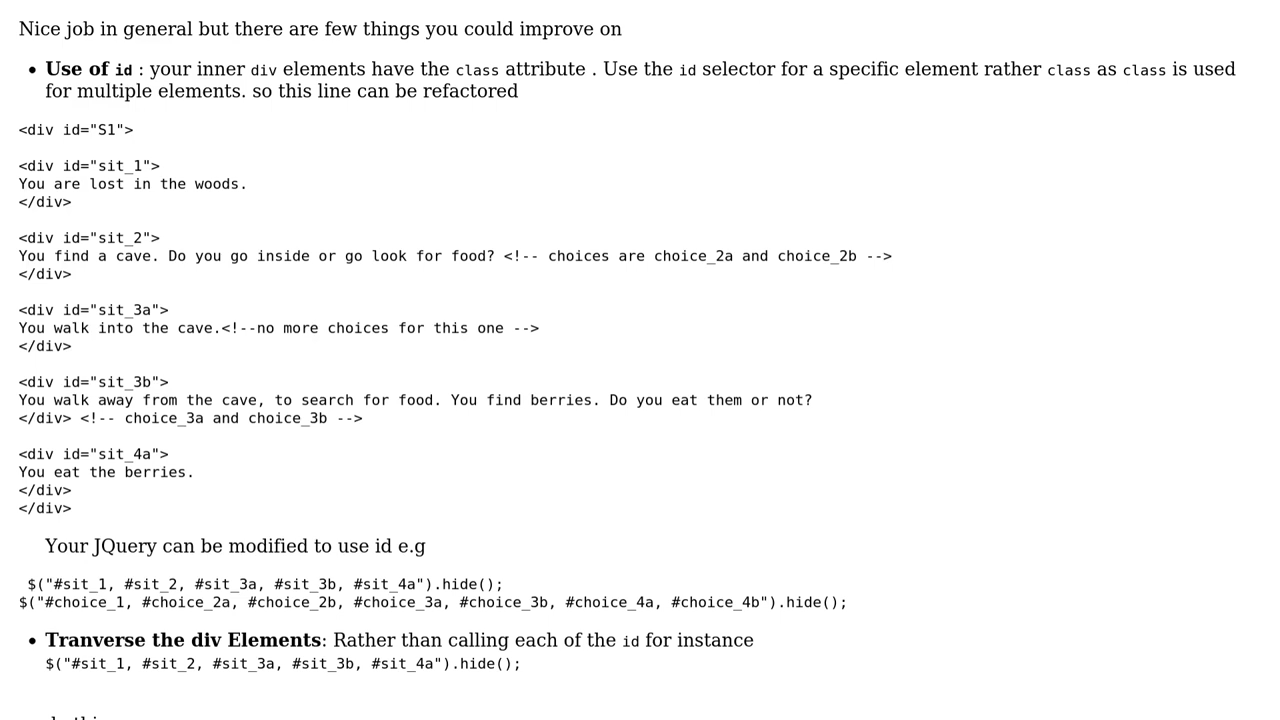 Nice job in general but there are few things you could improve on
• Use of id : your inner div elements have the class attribute . Use the id selector for a specific element rather class as class is used
for multiple elements. so this line can be refactored
<div id="S1">
<div id="sit_1">
You are lost in the woods.
</div>
<div id="sit_2">
You find a cave. Do you go inside or go look for food? <!-- choices are choice_2a and choice_2b -->
</div>
<div id="sit_3a">
You walk into the cave.<!--no more choices for this one -->
</div>
<div id="sit_3b">
You walk away from the cave, to search for food. You find berries. Do you eat them or not?
</div> <!-- choice_3a and choice_3b -->
<div id="sit_4a">
You eat the berries.
</div>
</div>
Your JQuery can be modified to use id e.g
$("#sit_1, #sit_2, #sit_3a, #sit_3b, #sit_4a").hide();
$("#choice_1, #choice_2a, #choice_2b, #choice_3a, #choice_3b, #choice_4a, #choice_4b").hide();
• Tranverse the div Elements: Rather than calling each of the id for instance
$("#sit_1, #sit_2, #sit_3a, #sit_3b, #sit_4a").hide();